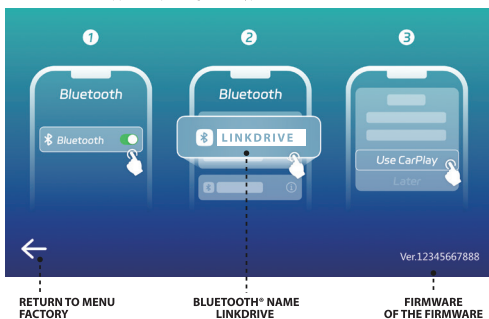 1
2
3
Bluetooth
Bluetooth
Bluetooth
LINKDRIVE
Use CarPlay
Later
Ver.12345667888
RETURN TO MENU
FACTORY
BLUETOOTH® NAME
LINKDRIVE
FIRMWARE
OF THE FIRMWARE